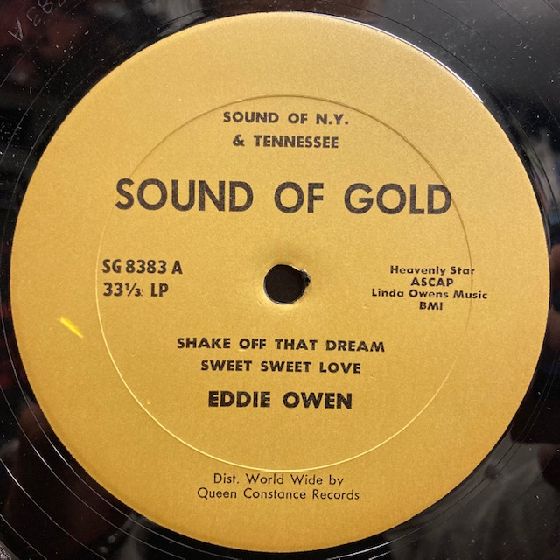 SOUND OF N.Y.
& TENNESSEE
SOUND OF GOLD
SG 8383 A
33⅓ LP
Heavenly Star
ASCAP
Linda Owens Music
BMI
SHAKE OFF THAT DREAM
SWEET SWEET LOVE
EDDIE OWEN
Dist. World Wide by
Queen Constance Records